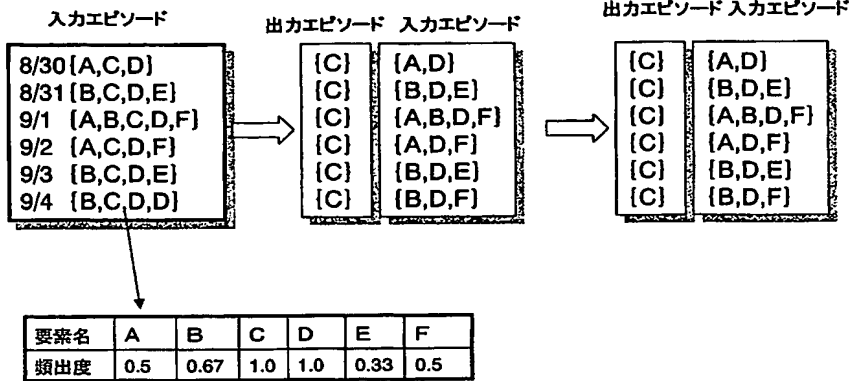 入力エピソード
8/30{A,C,D}
8/31{B,C,D,E}
9/1 {A,B,C,D,F}
9/2 {A,C,D,F}
9/3 {B,C,D,E}
9/4 {B,C,D,D}
出力エピソード 入力エピソード
{C} {A,D}
{C} {B,D,E}
{C} {A,B,D,F}
{C} {A,D,F}
{C} {B,D,E}
{C} {B,D,F}
出力エピソード 入力エピソード
{C} {A,D}
{C} {B,D,E}
{C} {A,B,D,F}
{C} {A,D,F}
{C} {B,D,E}
{C} {B,D,F}
要素名 A B C D E F
頻出度 0.5 0.67 1.0 1.0 0.33 0.5